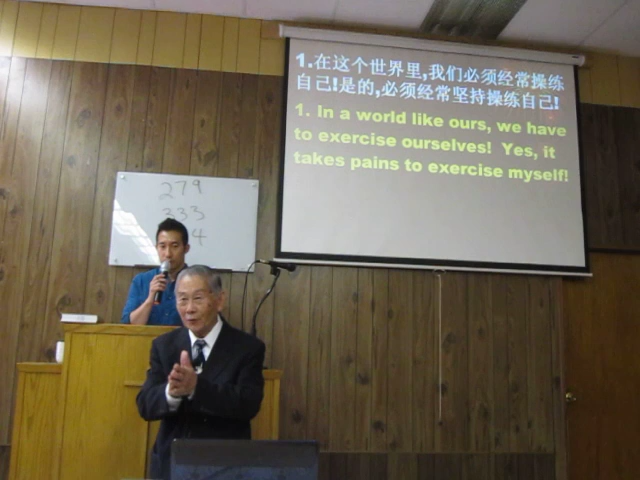 1.在这个世界里,我们必须经常操练
自己!是的,必须经常坚持操练自己!
1. In a world like ours, we have
to exercise ourselves!  Yes, it
takes pains to exercise myself!
279
333
4